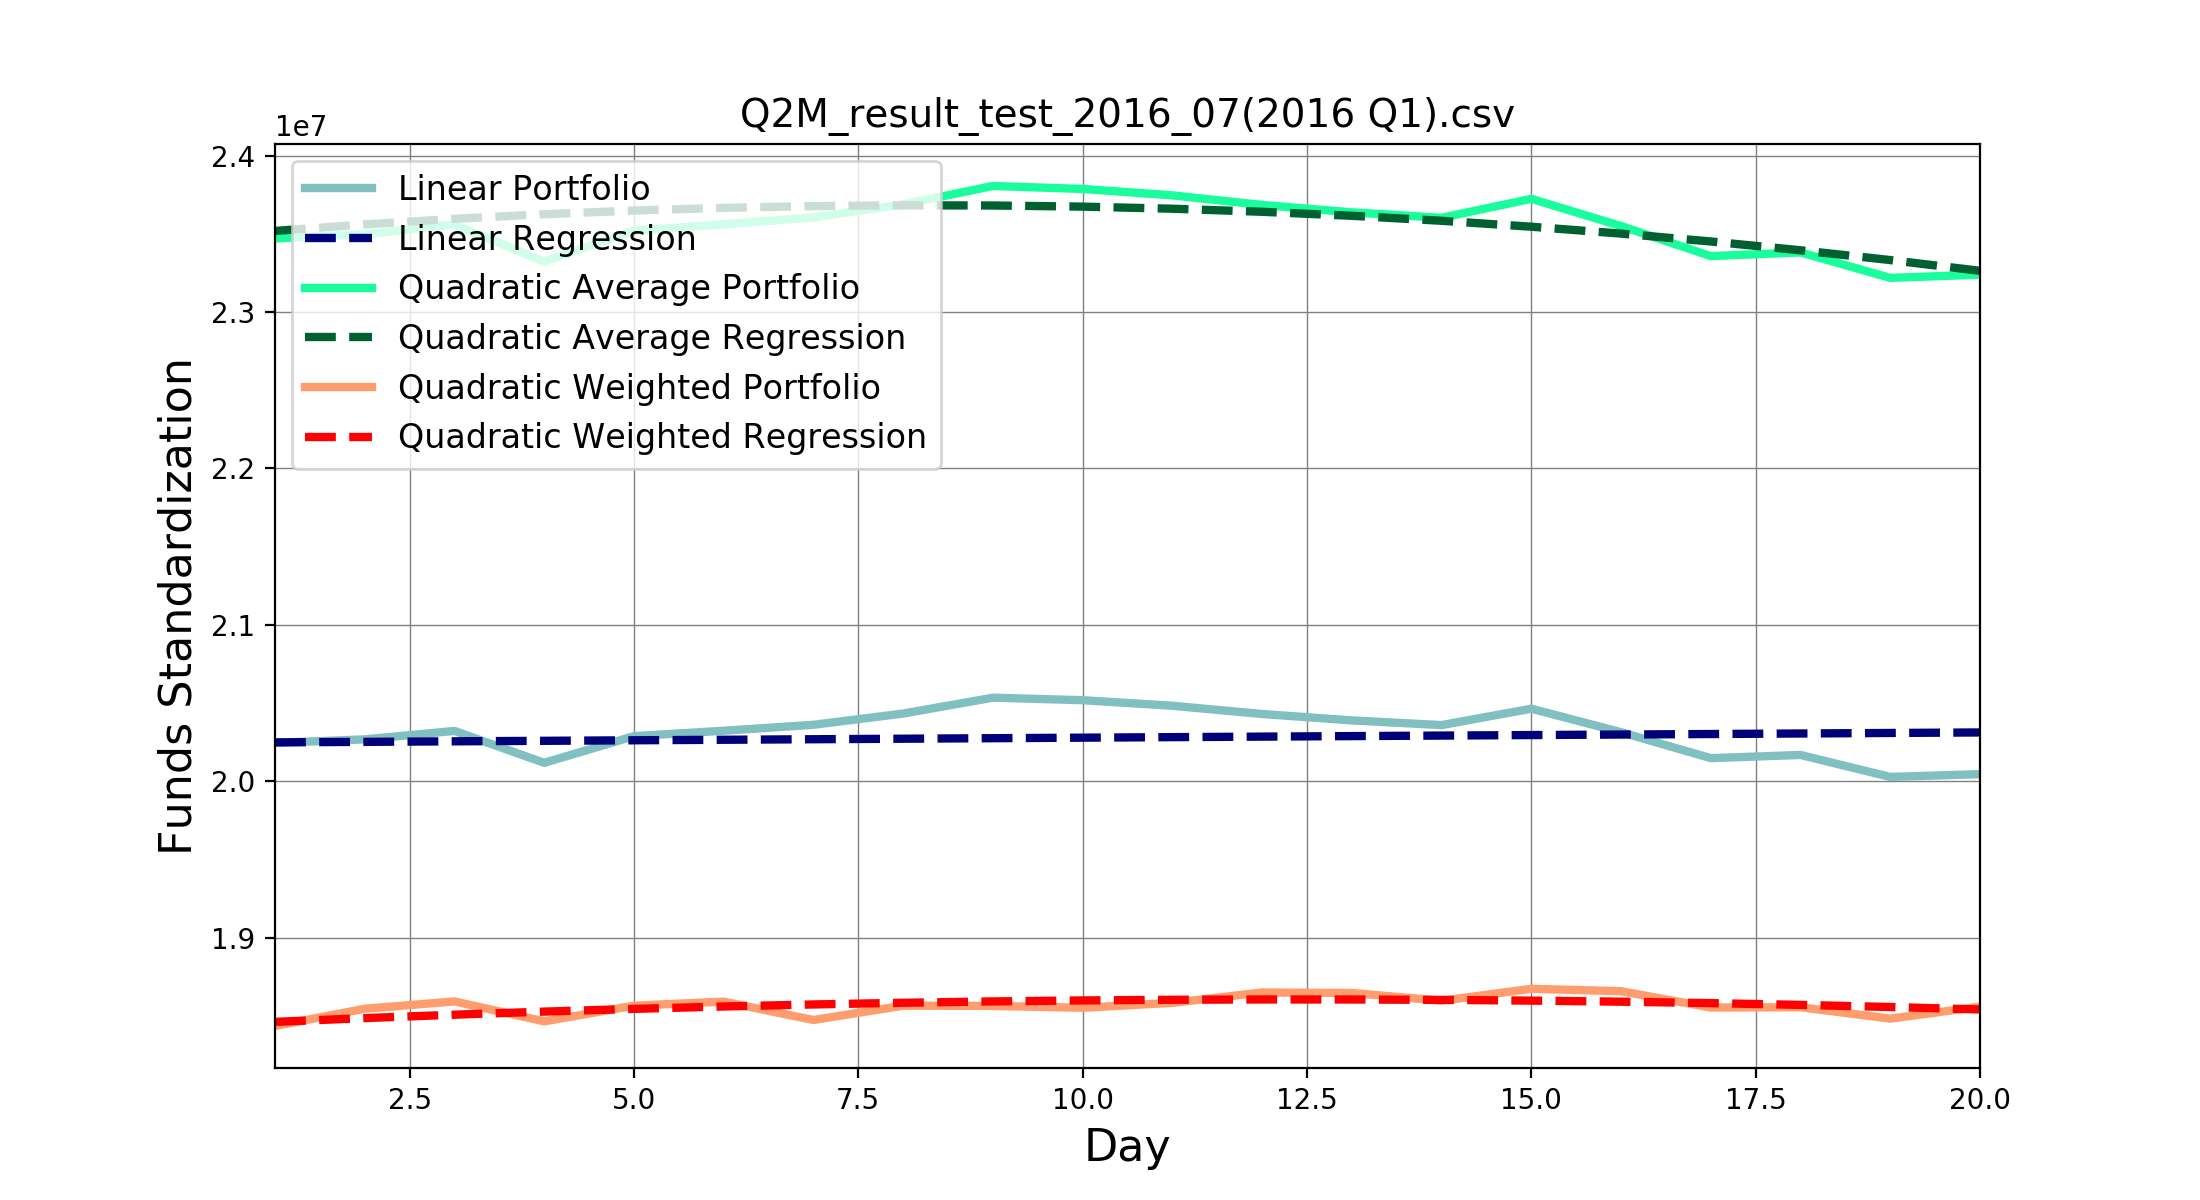 Q2M_result_test_2016_07(2016 Q1).csv
1e7
2.4
2.3
2.2
2.1
2.0
1.9
Funds Standardization
Linear Portfolio
Linear Regression
Quadratic Average Portfolio
Quadratic Average Regression
Quadratic Weighted Portfolio
Quadratic Weighted Regression
2.5 5.0 7.5 10.0 12.5 15.0 17.5 20.0
Day